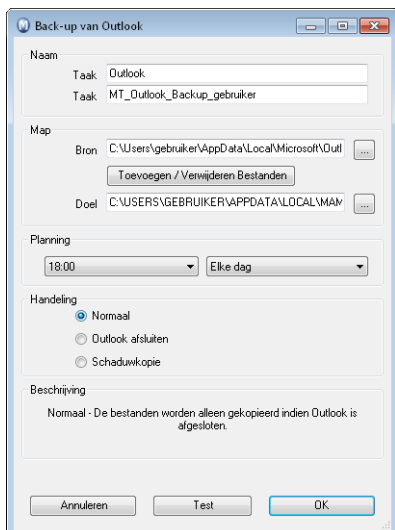 Back-up van Outlook
Naam
Taak Outlook
Taak MT_Outlook_Backup_gebruiker
Map
Bron C:\Users\gebruiker\AppData\Local\Microsoft\Outl ...
Toevoegen / Verwijderen Bestanden
Doel C:\USERS\GEBRUIKER\APPDATA\LOCAL\MAM ...
Planning
18:00 Elke dag
Handeling
Normaal
Outlook afsluiten
Schaduwkopie
Beschrijving
Normaal - De bestanden worden alleen gekopieerd indien Outlook is
afgesloten.
Annuleren Test OK